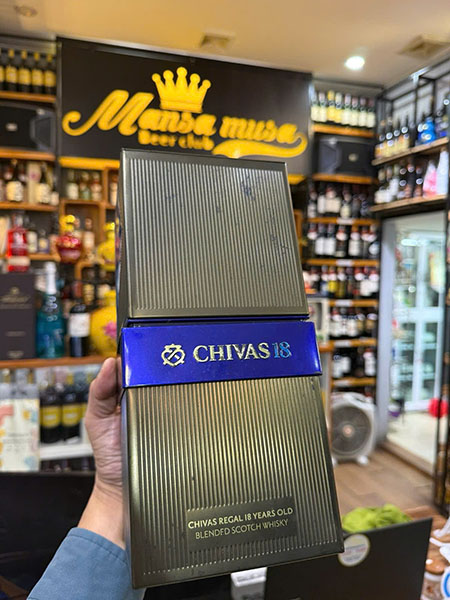 Mansa musa
Beer club
CHIVAS 18
CHIVAS REGAL 18 YEARS OLD
BLENDED SCOTCH WHISKY